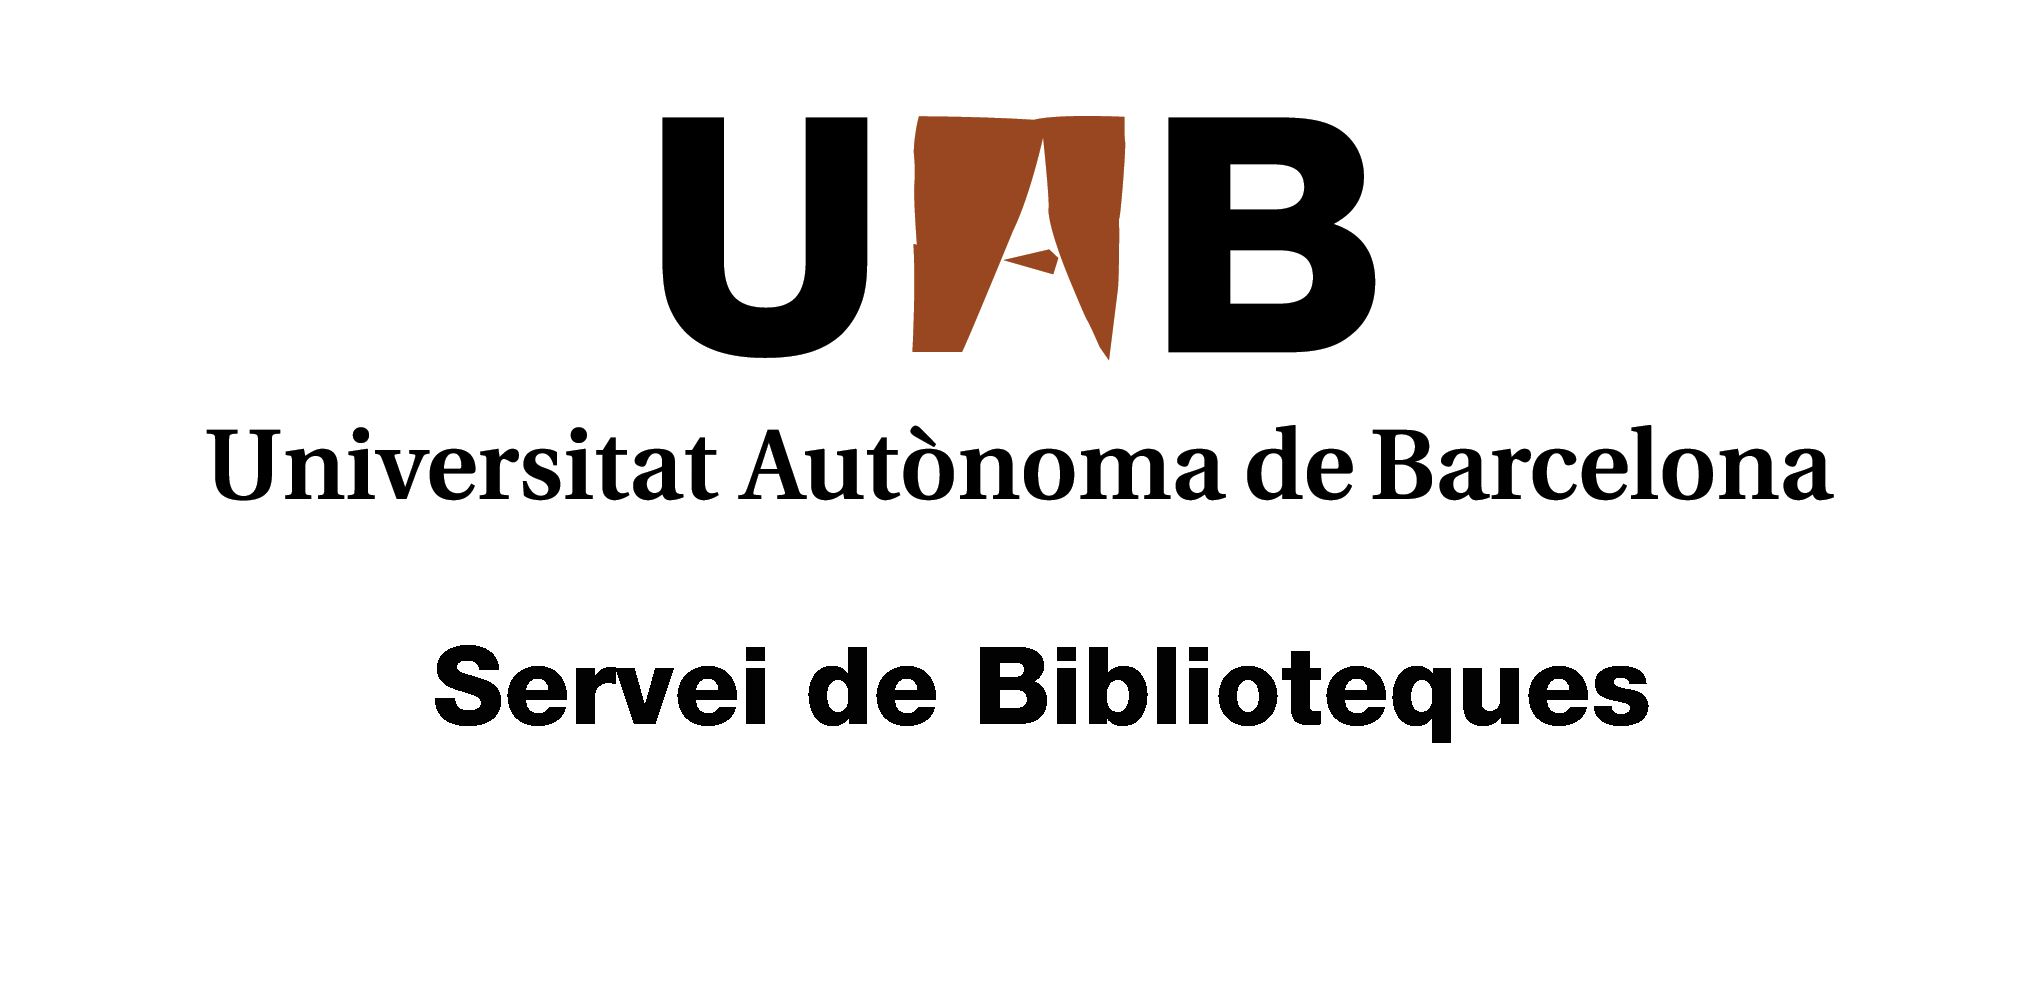 UAB
Universitat Autònoma de Barcelona
Servei de Biblioteques